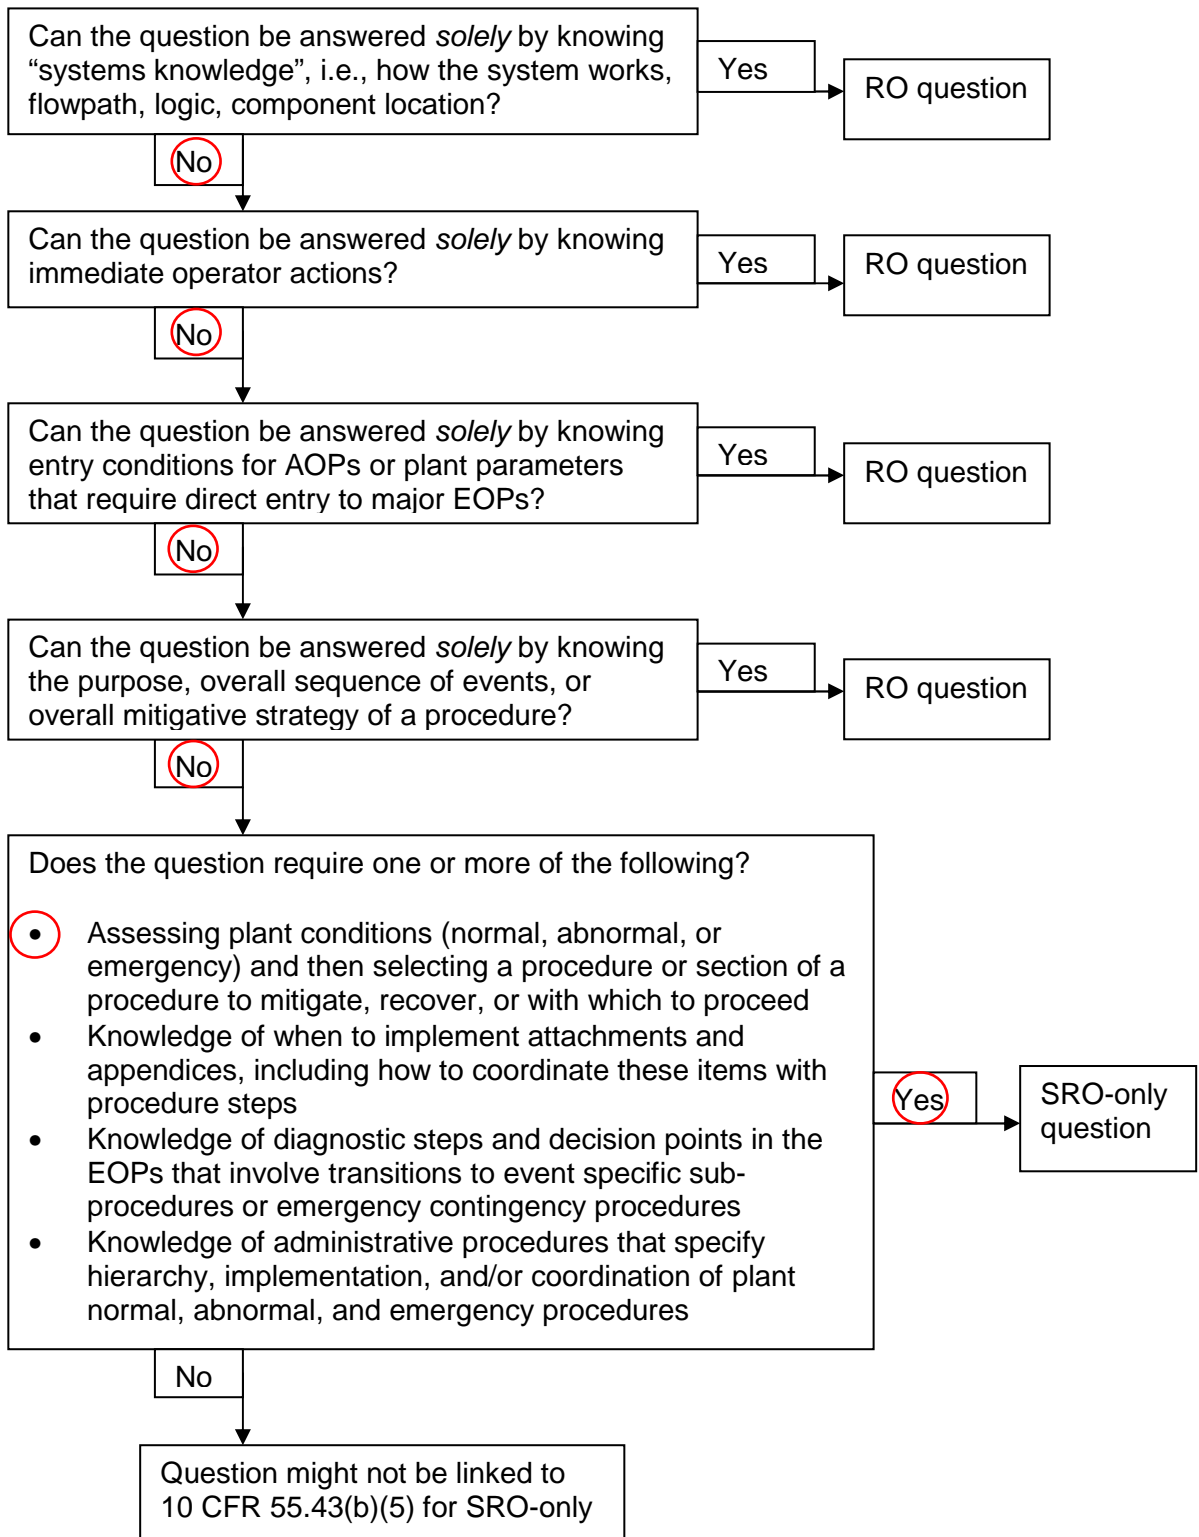 Can the question be answered solely by knowing
“systems knowledge”, i.e., how the system works,
flowpath, logic, component location?
Yes
RO question
No
Can the question be answered solely by knowing
immediate operator actions?
Yes
RO question
No
Can the question be answered solely by knowing
entry conditions for AOPs or plant parameters
that require direct entry to major EOPs?
Yes
RO question
No
Can the question be answered solely by knowing
the purpose, overall sequence of events, or
overall mitigative strategy of a procedure?
Yes
RO question
No
Does the question require one or more of the following?
• Assessing plant conditions (normal, abnormal, or
emergency) and then selecting a procedure or section of a
procedure to mitigate, recover, or with which to proceed
• Knowledge of when to implement attachments and
appendices, including how to coordinate these items with
procedure steps
• Knowledge of diagnostic steps and decision points in the
EOPs that involve transitions to event specific sub-
procedures or emergency contingency procedures
• Knowledge of administrative procedures that specify
hierarchy, implementation, and/or coordination of plant
normal, abnormal, and emergency procedures
Yes
SRO-only
question
No
Question might not be linked to
10 CFR 55.43(b)(5) for SRO-only